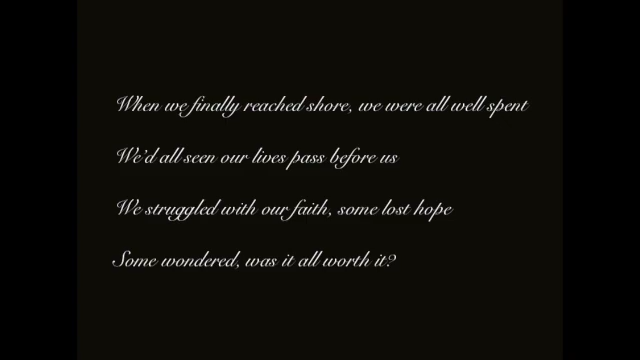 When we finally reached shore, we were all well spent
We'd all seen our lives pass before us
We struggled with our faith, some lost hope
Some wondered, was it all worth it?